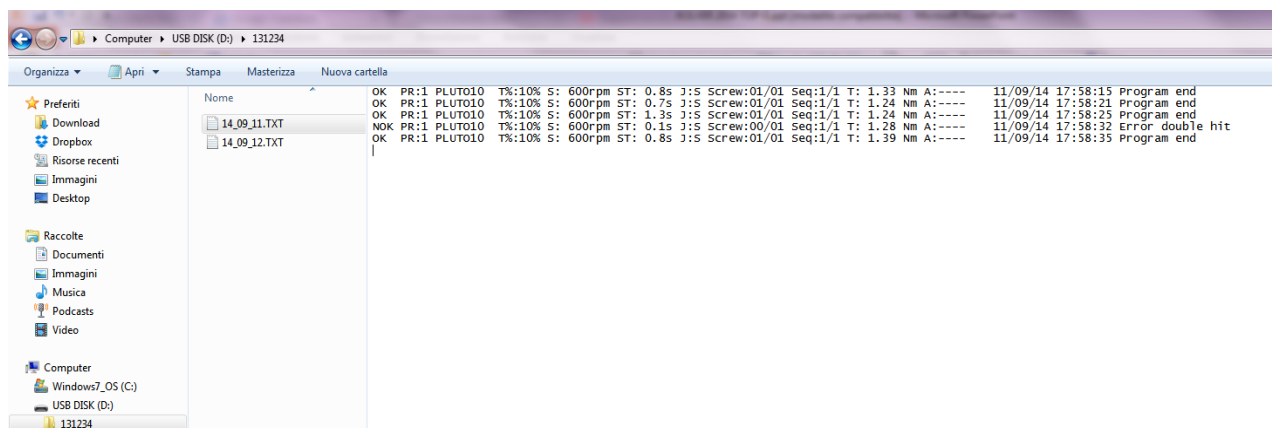 Computer ▸ USB DISK (D:) ▸ 131234
Organizza Apri Stampa Masterizza Nuova cartella
Preferiti
Download
Dropbox
Risorse recenti
Immagini
Desktop
Raccolte
Documenti
Immagini
Musica
Podcasts
Video
Computer
Windows7_OS (C:)
USB DISK (D:)
131234
Nome
14_09_11.TXT
14_09_12.TXT
OK PR:1 PLUTO10 T%:10% S: 600rpm ST: 0.8s J:S Screw:01/01 Seq:1/1 T: 1.33 Nm A:---- 11/09/14 17:58:15 Program end
OK PR:1 PLUTO10 T%:10% S: 600rpm ST: 0.7s J:S Screw:01/01 Seq:1/1 T: 1.24 Nm A:---- 11/09/14 17:58:21 Program end
OK PR:1 PLUTO10 T%:10% S: 600rpm ST: 1.3s J:S Screw:01/01 Seq:1/1 T: 1.24 Nm A:---- 11/09/14 17:58:25 Program end
NOK PR:1 PLUTO10 T%:10% S: 600rpm ST: 0.1s J:S Screw:00/01 Seq:1/1 T: 1.28 Nm A:---- 11/09/14 17:58:32 Error double hit
OK PR:1 PLUTO10 T%:10% S: 600rpm ST: 0.8s J:S Screw:01/01 Seq:1/1 T: 1.39 Nm A:---- 11/09/14 17:58:35 Program end